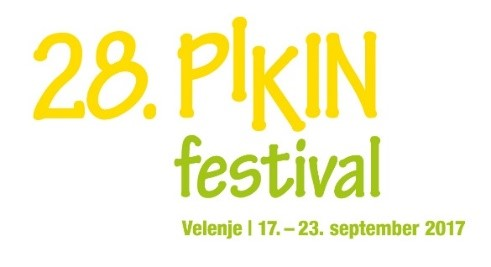 28. PIKIN
festival
Velenje | 17. – 23. september 2017